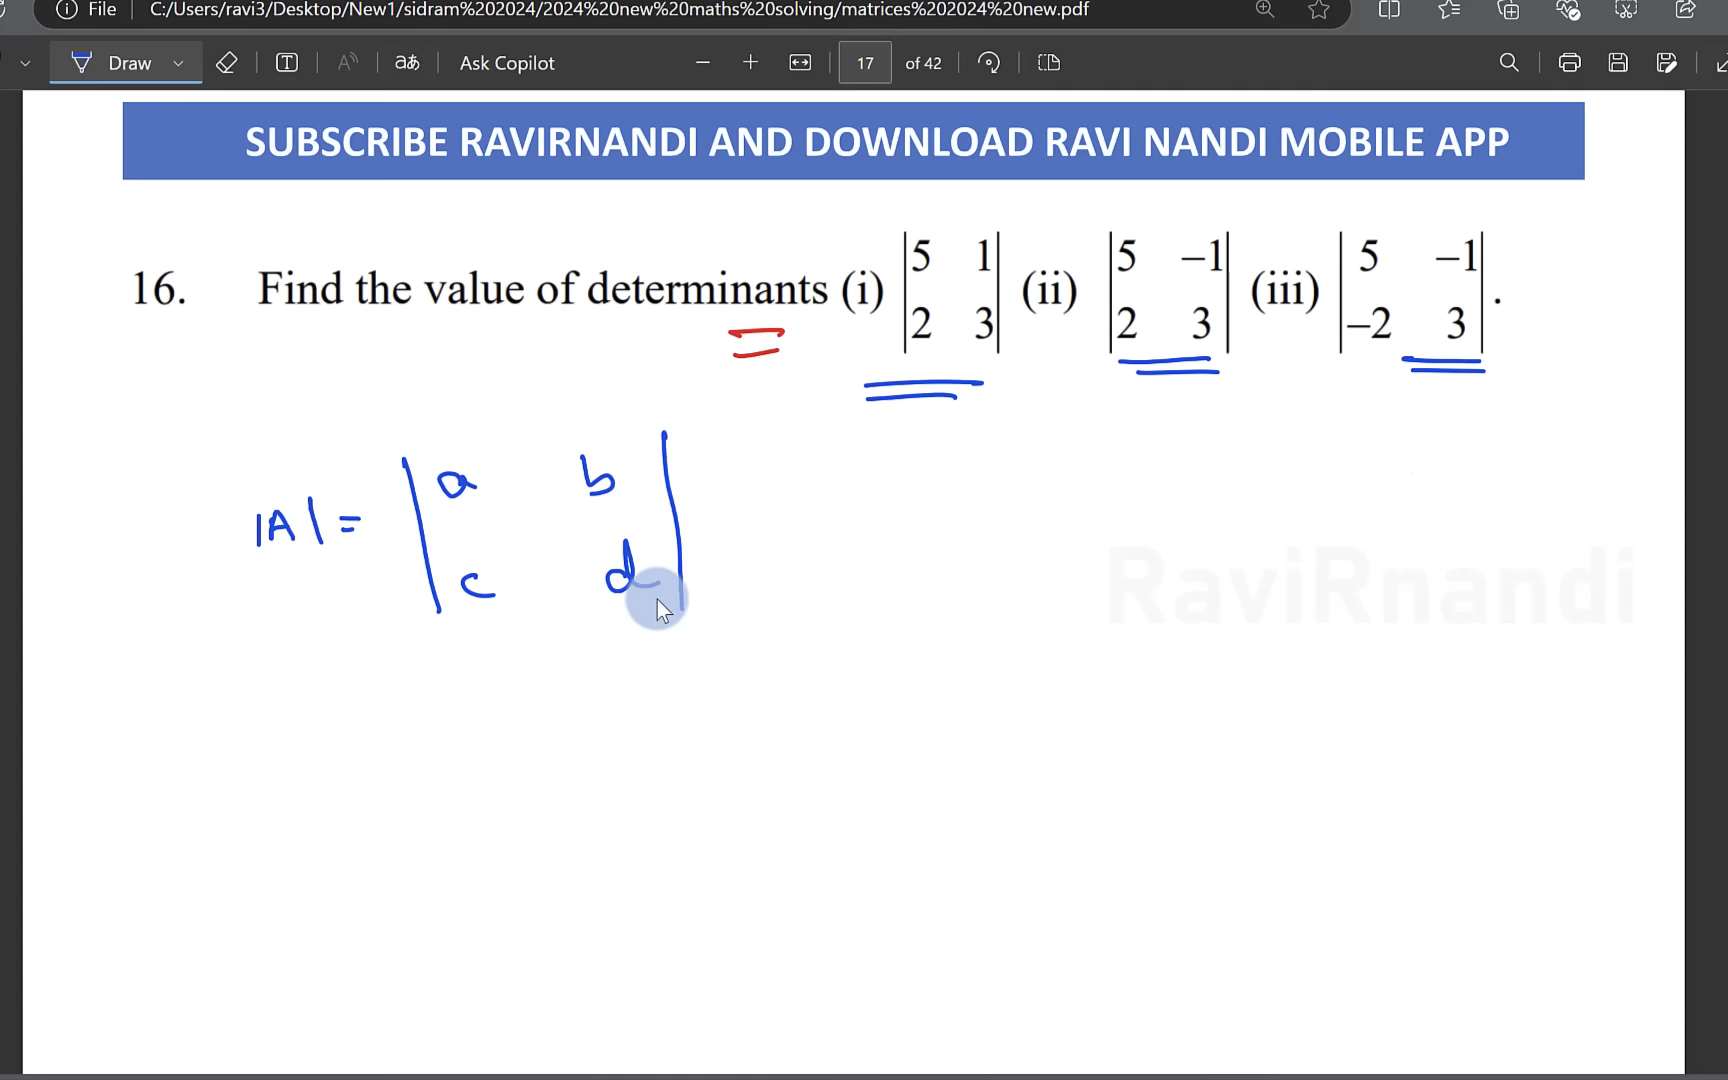 File | C:/Users/ravi3/Desktop/New1/sidram%202024/2024%20new%20maths%20solving/matrices%202024%20new.pdf
Draw aあ Ask Copilot − + 17 of 42
SUBSCRIBE RAVIRNANDI AND DOWNLOAD RAVI NANDI MOBILE APP
16. Find the value of determinants (i) |5 1| (ii) |5 −1| (iii) |5 −1| .
|2 3| |2 3| |−2 3|
|A| = |a b|
|c d|
RaviRnandi